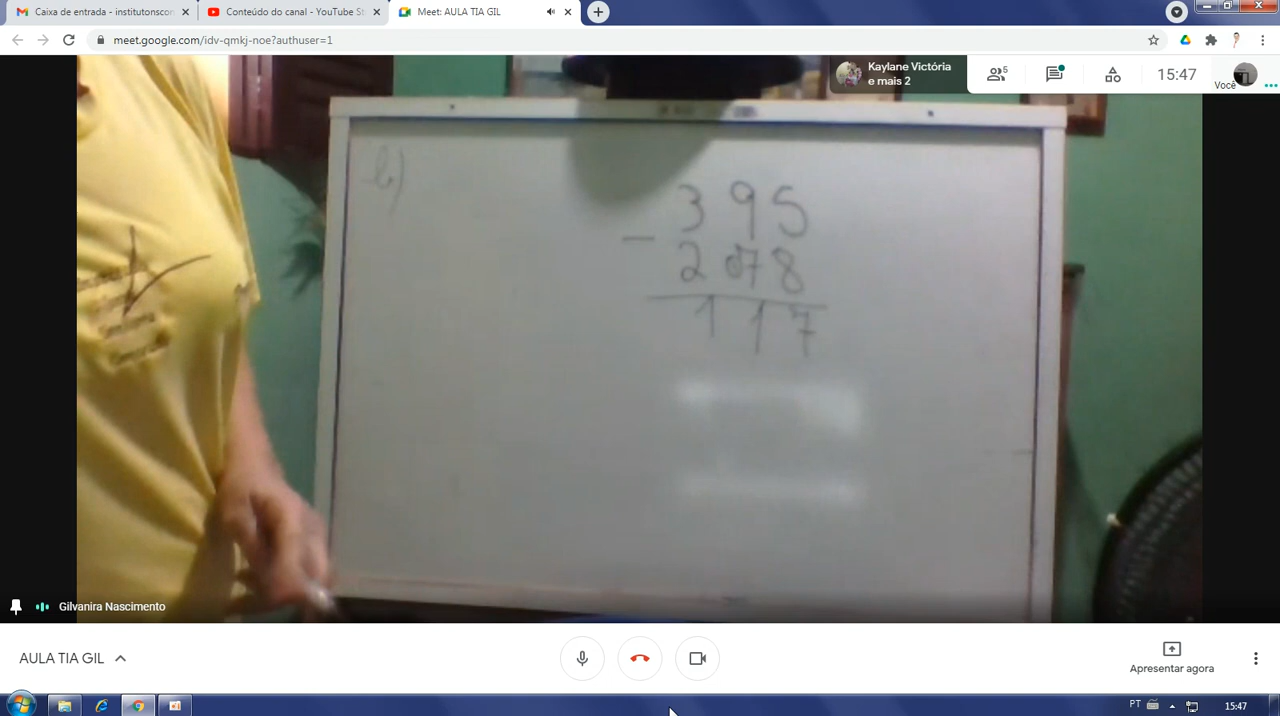 Caixa de entrada - institutonscon
Conteúdo do canal - YouTube St
Meet: AULA TIA GIL
meet.google.com/idv-qmkj-noe?authuser=1
Kaylane Victória
e mais 2
5
15:47
Você
b)
395
- 278
117
Gilvanira Nascimento
AULA TIA GIL
Apresentar agora
PT
15:47